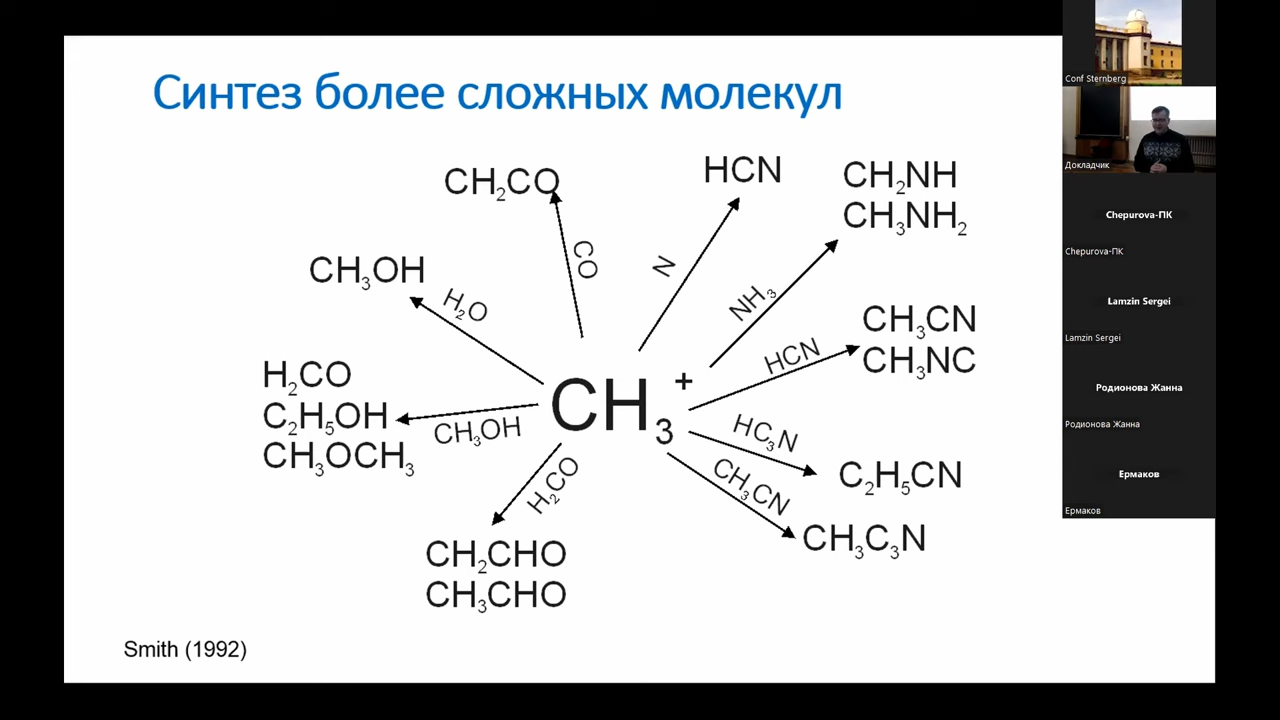 Синтез более сложных молекул
CH₂CO
HCN
CH₂NH
CH₃NH₂
CH₃OH
H₂O
CO
N
NH₃
HCN
CH₃CN
CH₃NC
H₂CO
C₂H₅OH
CH₃OCH₃
CH₃OH
CH₃⁺
HC₃N
C₂H₅CN
H₂CO
CH₃CN
CH₃C₃N
CH₂CHO
CH₃CHO
Smith (1992)
Conf Sternberg
Докладчик
Chepurova-ПК
Chepurova-ПК
Lamzin Sergei
Lamzin Sergei
Родионова Жанна
Родионова Жанна
Ермаков
Ермаков